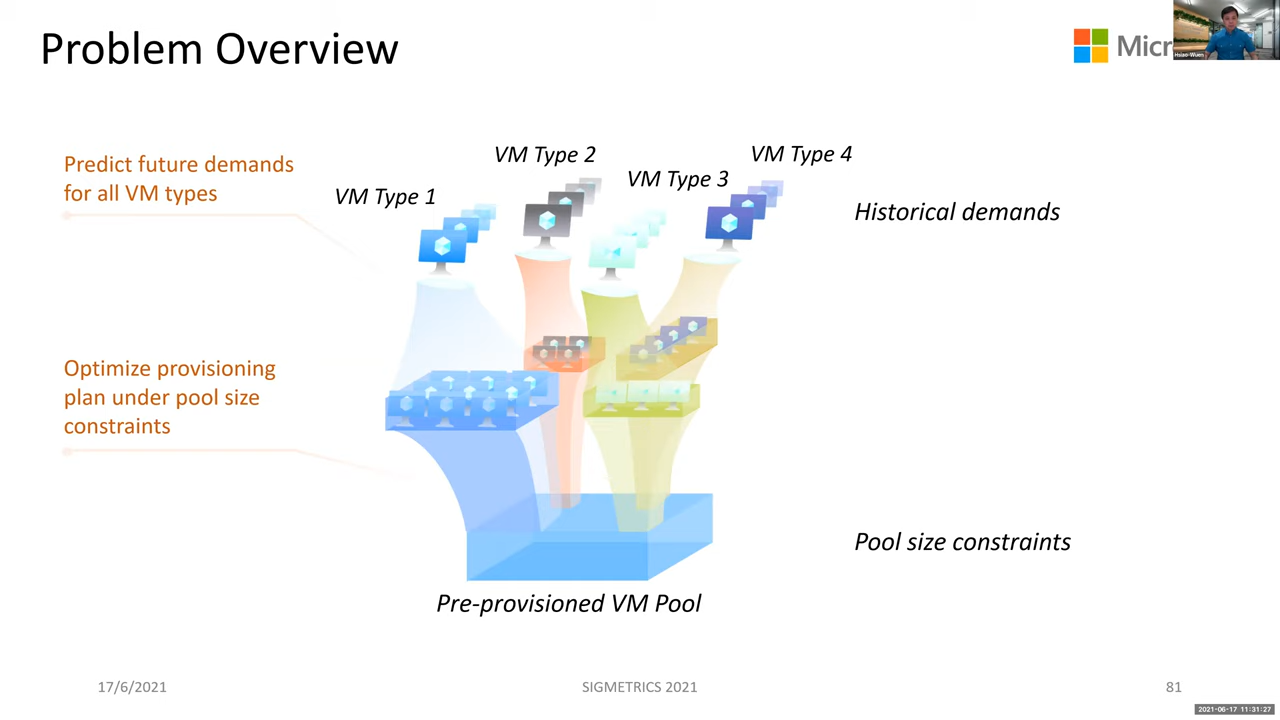 Problem Overview
Micr
Hsiao-Wuen
Predict future demands
for all VM types
VM Type 1
VM Type 2
VM Type 3
VM Type 4
Historical demands
Optimize provisioning
plan under pool size
constraints
Pool size constraints
Pre-provisioned VM Pool
17/6/2021
SIGMETRICS 2021
81
2021-06-17 11:31:27